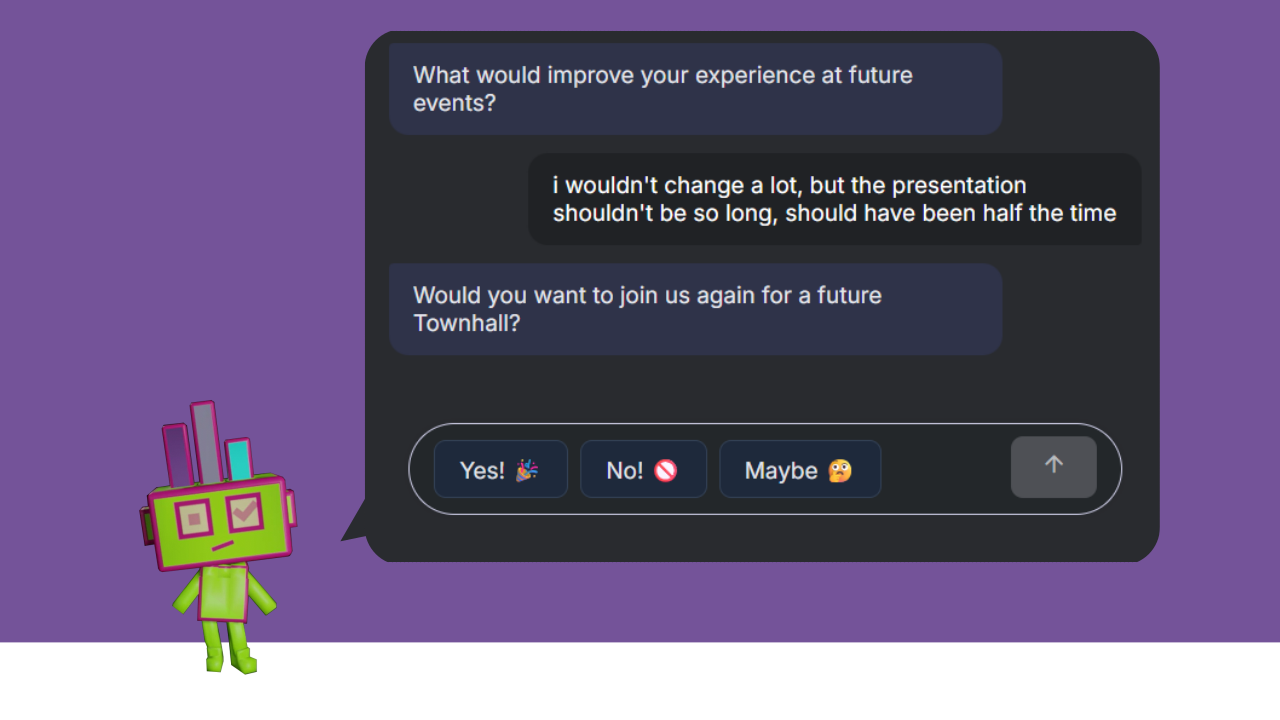 What would improve your experience at future
events?
i wouldn't change a lot, but the presentation
shouldn't be so long, should have been half the time
Would you want to join us again for a future
Townhall?
Yes! 🎉 No! 🚫 Maybe 🤔